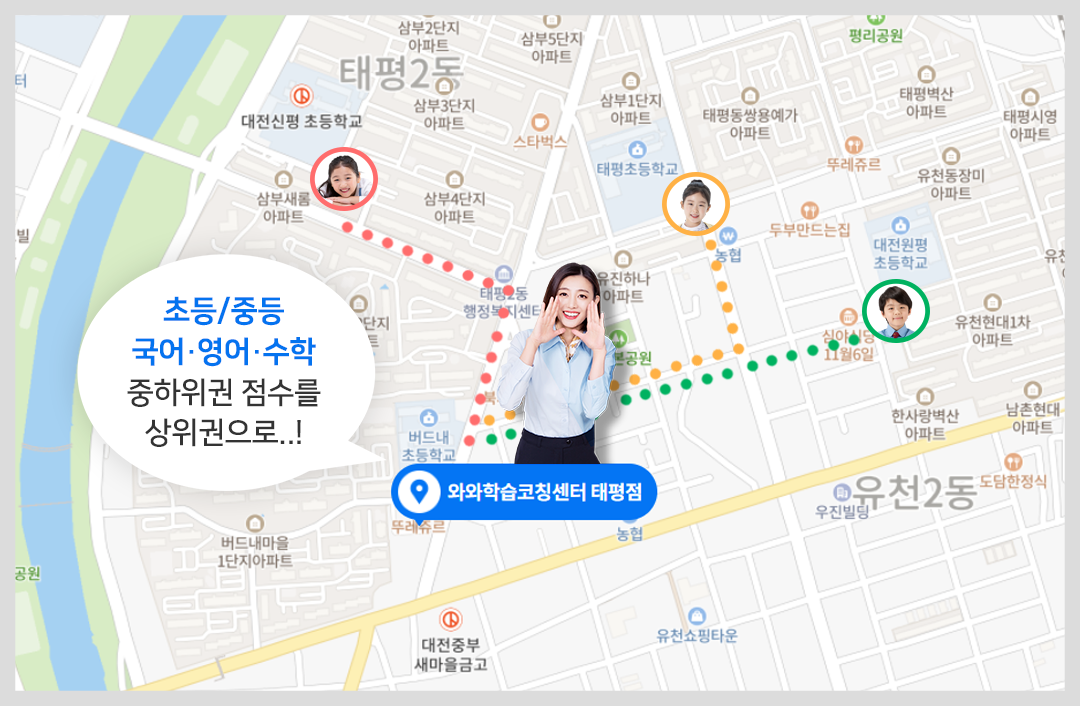 삼부2단지
아파트
삼부5단지
아파트
평리공원
태평2동
삼부3단지
아파트
대전신평 초등학교
스타벅스
삼부1단지
아파트
태평동쌍용예가
아파트
태평벽산
아파트
태평시영
아파트
태평초등학교
뚜레쥬르
유천동장미
아파트
삼부새롬
아파트
삼부4단지
아파트
두부만드는집
농협
대전원평
초등학교
빌
유진하나
아파트
태평2동
행정복지센터
초등/중등
국어·영어·수학
중하위권 점수를
상위권으로..!
단지
심야식당
11월6일
유천현대1차
아파트
한사랑벽산
아파트
남촌현대
아파트
버드내
초등학교
와와학습코칭센터 태평점
도담한정식
유천2동
우진빌딩
뚜레쥬르
농협
버드내마을
1단지아파트
공원
유천쇼핑타운
대전중부
새마을금고